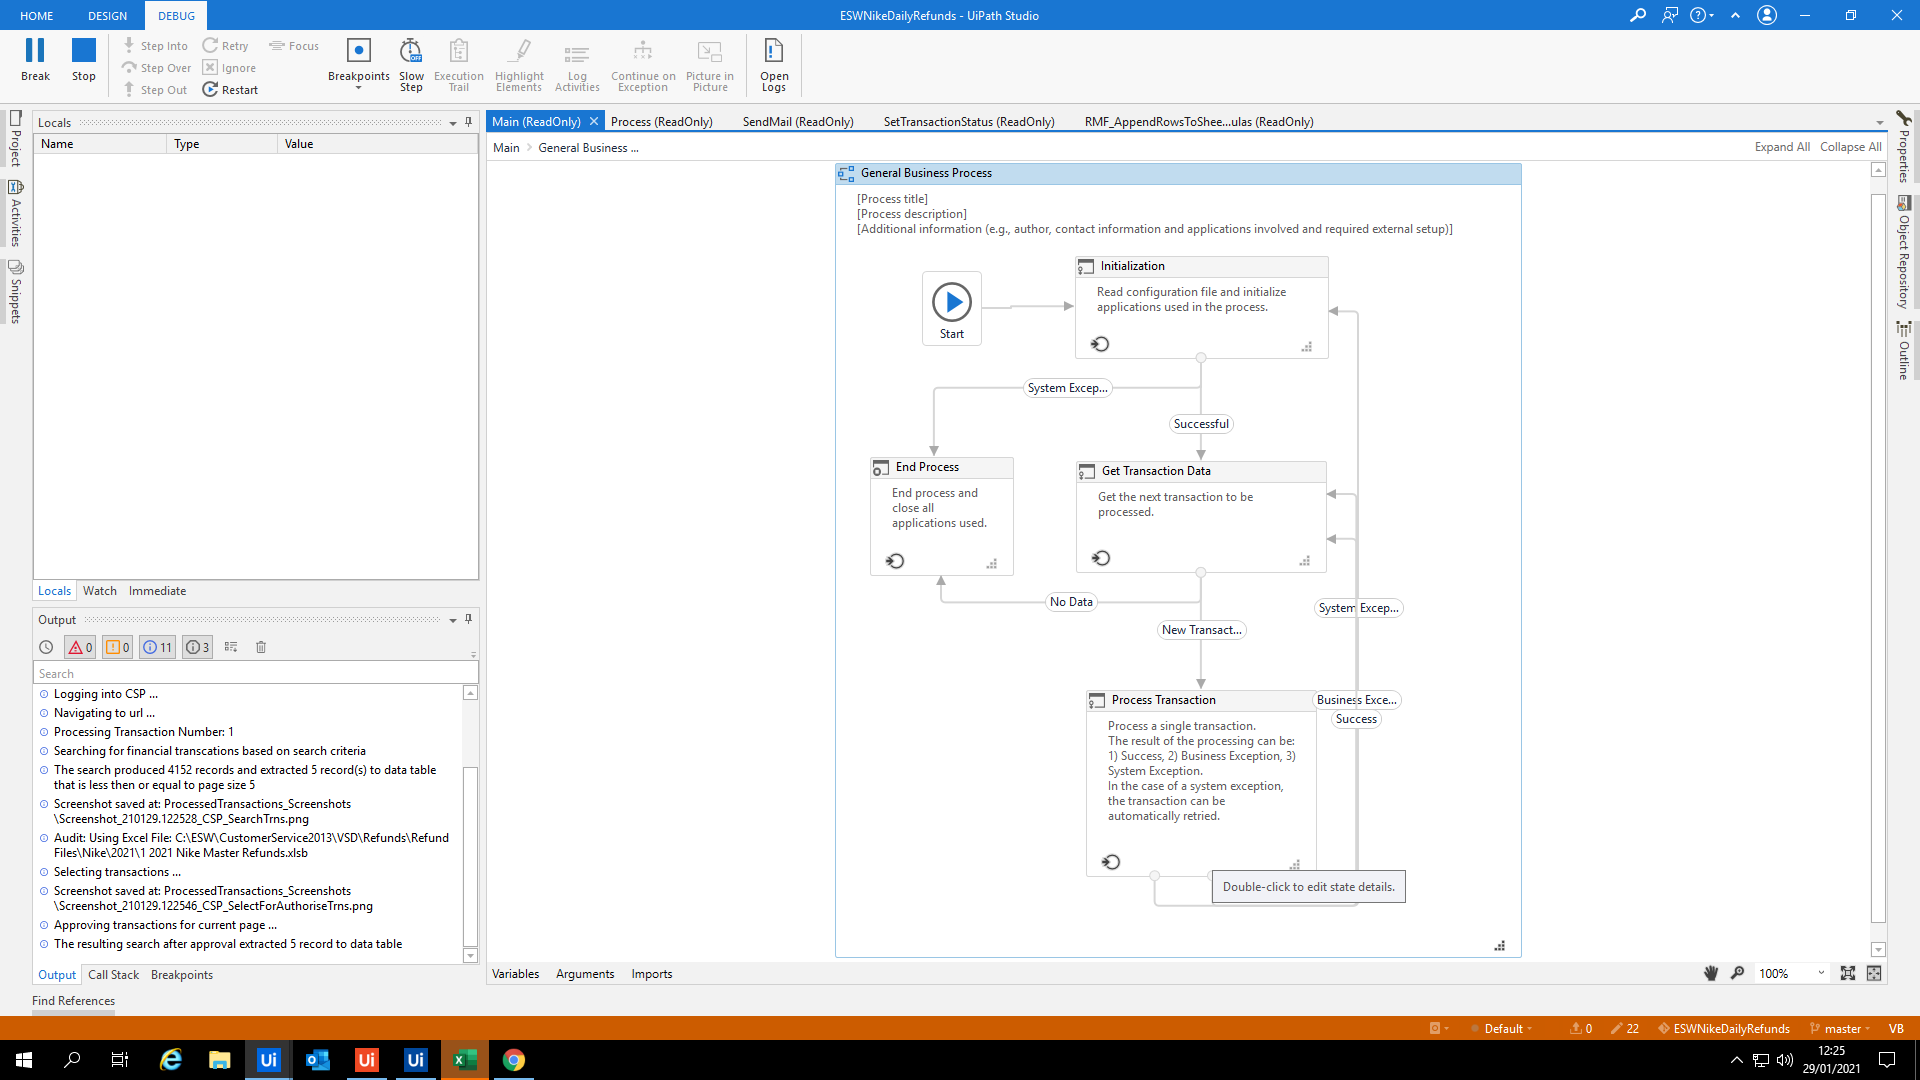 HOME DESIGN DEBUG ESWNikeDailyRefunds - UiPath Studio
Break
Stop
Step Into
Step Over
Step Out
Retry
Ignore
Restart
Focus
Breakpoints
Slow
Step
Execution
Trail
Highlight
Elements
Log
Activities
Continue on
Exception
Picture in
Picture
Open
Logs
Project
Activities
Snippets
Locals
Name Type Value
Locals Watch Immediate
Output
0 0 11 3
Search
Logging into CSP ...
Navigating to url ...
Processing Transaction Number: 1
Searching for financial transcations based on search criteria
The search produced 4152 records and extracted 5 record(s) to data table
that is less then or equal to page size 5
Screenshot saved at: ProcessedTransactions_Screenshots
\Screenshot_210129.122528_CSP_SearchTrns.png
Audit: Using Excel File: C:\ESW\CustomerService2013\VSD\Refunds\Refund
Files\Nike\2021\1 2021 Nike Master Refunds.xlsb
Selecting transactions ...
Screenshot saved at: ProcessedTransactions_Screenshots
\Screenshot_210129.122546_CSP_SelectForAuthoriseTrns.png
Approving transactions for current page ...
The resulting search after approval extracted 5 record to data table
Output Call Stack Breakpoints
Find References
Main (ReadOnly) Process (ReadOnly) SendMail (ReadOnly) SetTransactionStatus (ReadOnly) RMF_AppendRowsToShee...ulas (ReadOnly)
Main General Business ... Expand All Collapse All
General Business Process
[Process title]
[Process description]
[Additional information (e.g., author, contact information and applications involved and required external setup)]
Start
Initialization
Read configuration file and initialize
applications used in the process.
System Excep...
Successful
End Process
End process and
close all
applications used.
Get Transaction Data
Get the next transaction to be
processed.
No Data
New Transact...
System Excep...
Process Transaction
Process a single transaction.
The result of the processing can be:
1) Success, 2) Business Exception, 3)
System Exception.
In the case of a system exception,
the transaction can be
automatically retried.
Business Exce...
Success
Double-click to edit state details.
Variables Arguments Imports 100%
Properties
Object Repository
Outline
Default 0 22 ESWNikeDailyRefunds master VB
Ui Ui Ui
12:25
29/01/2021